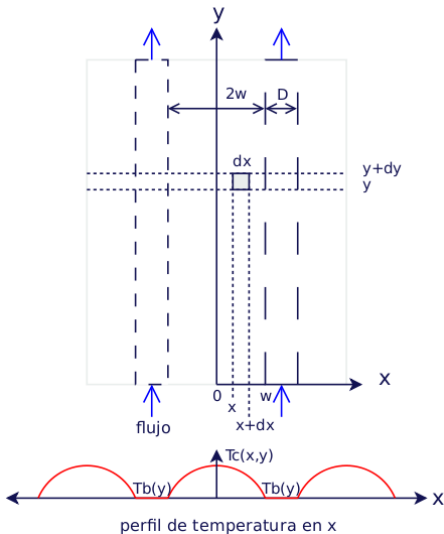 y
2w
D
dx
y+dy
y
x
0
w
x
x+dx
flujo
Tc(x,y)
Tb(y)
Tb(y)
x
perfil de temperatura en x